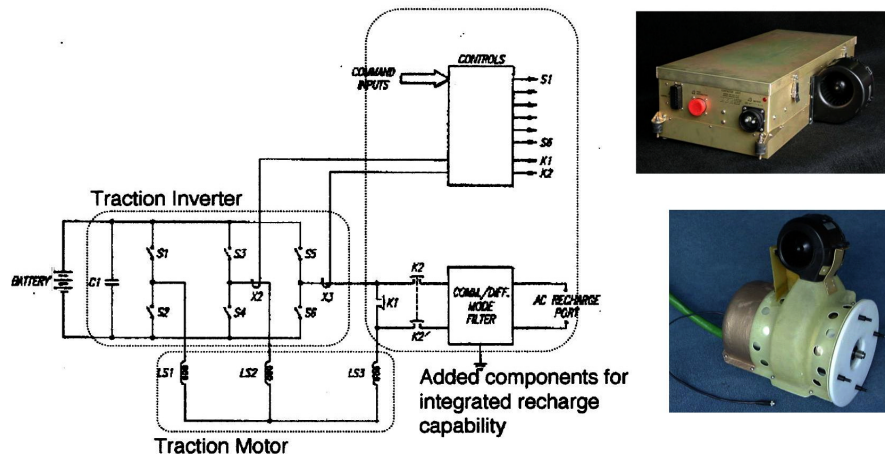 CONTROLS
COMMAND
INPUTS
S1
S6
K1
K2
Traction Inverter
BATTERY
C1
S1
S3
S5
X2
X3
S2
S4
S6
K2
K1
K2
COMM./DIFF.
MODE
FILTER
AC RECHARGE
PORT
LS1
LS2
LS3
Traction Motor
Added components for
integrated recharge
capability